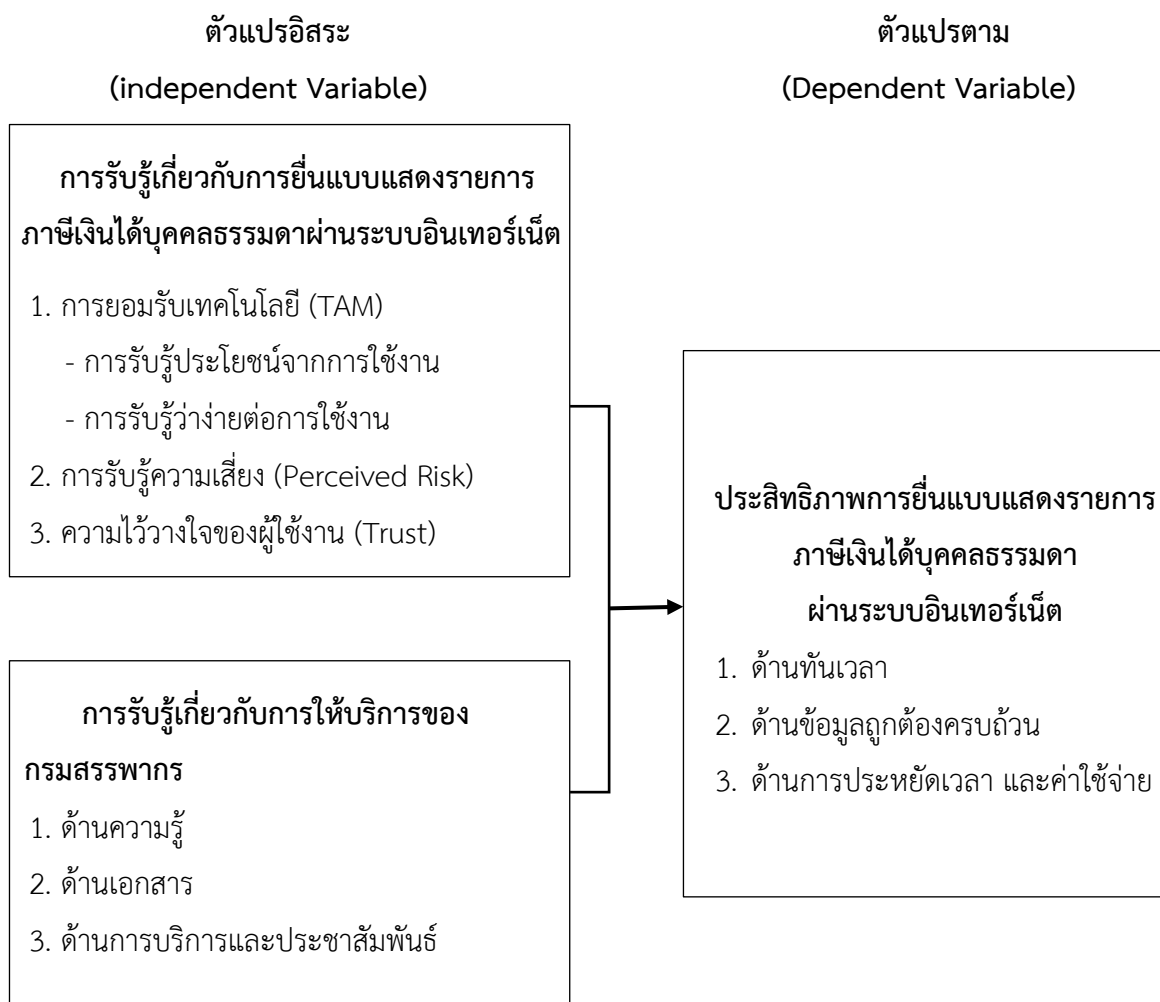 ตัวแปรอิสระ
(independent Variable)
การรับรู้เกี่ยวกับการยื่นแบบแสดงรายการ
ภาษีเงินได้บุคคลธรรมดาผ่านระบบอินเทอร์เน็ต
1. การยอมรับเทคโนโลยี (TAM)
- การรับรู้ประโยชน์จากการใช้งาน
- การรับรู้ว่าง่ายต่อการใช้งาน
2. การรับรู้ความเสี่ยง (Perceived Risk)
3. ความไว้วางใจของผู้ใช้งาน (Trust)
การรับรู้เกี่ยวกับการให้บริการของ
กรมสรรพากร
1. ด้านความรู้
2. ด้านเอกสาร
3. ด้านการบริการและประชาสัมพันธ์
ตัวแปรตาม
(Dependent Variable)
ประสิทธิภาพการยื่นแบบแสดงรายการ
ภาษีเงินได้บุคคลธรรมดา
ผ่านระบบอินเทอร์เน็ต
1. ด้านทันเวลา
2. ด้านข้อมูลถูกต้องครบถ้วน
3. ด้านการประหยัดเวลา และค่าใช้จ่าย